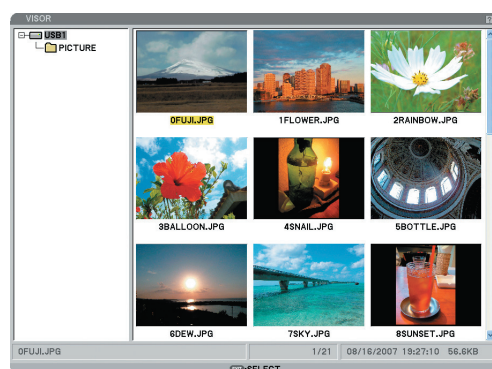 VISOR
USB1
PICTURE
0FUJI.JPG
1FLOWER.JPG
2RAINBOW.JPG
3BALLOON.JPG
4SNAIL.JPG
5BOTTLE.JPG
6DEW.JPG
7SKY.JPG
8SUNSET.JPG
0FUJI.JPG 1/21 08/16/2007 19:27:10 56.6KB
:SELECT